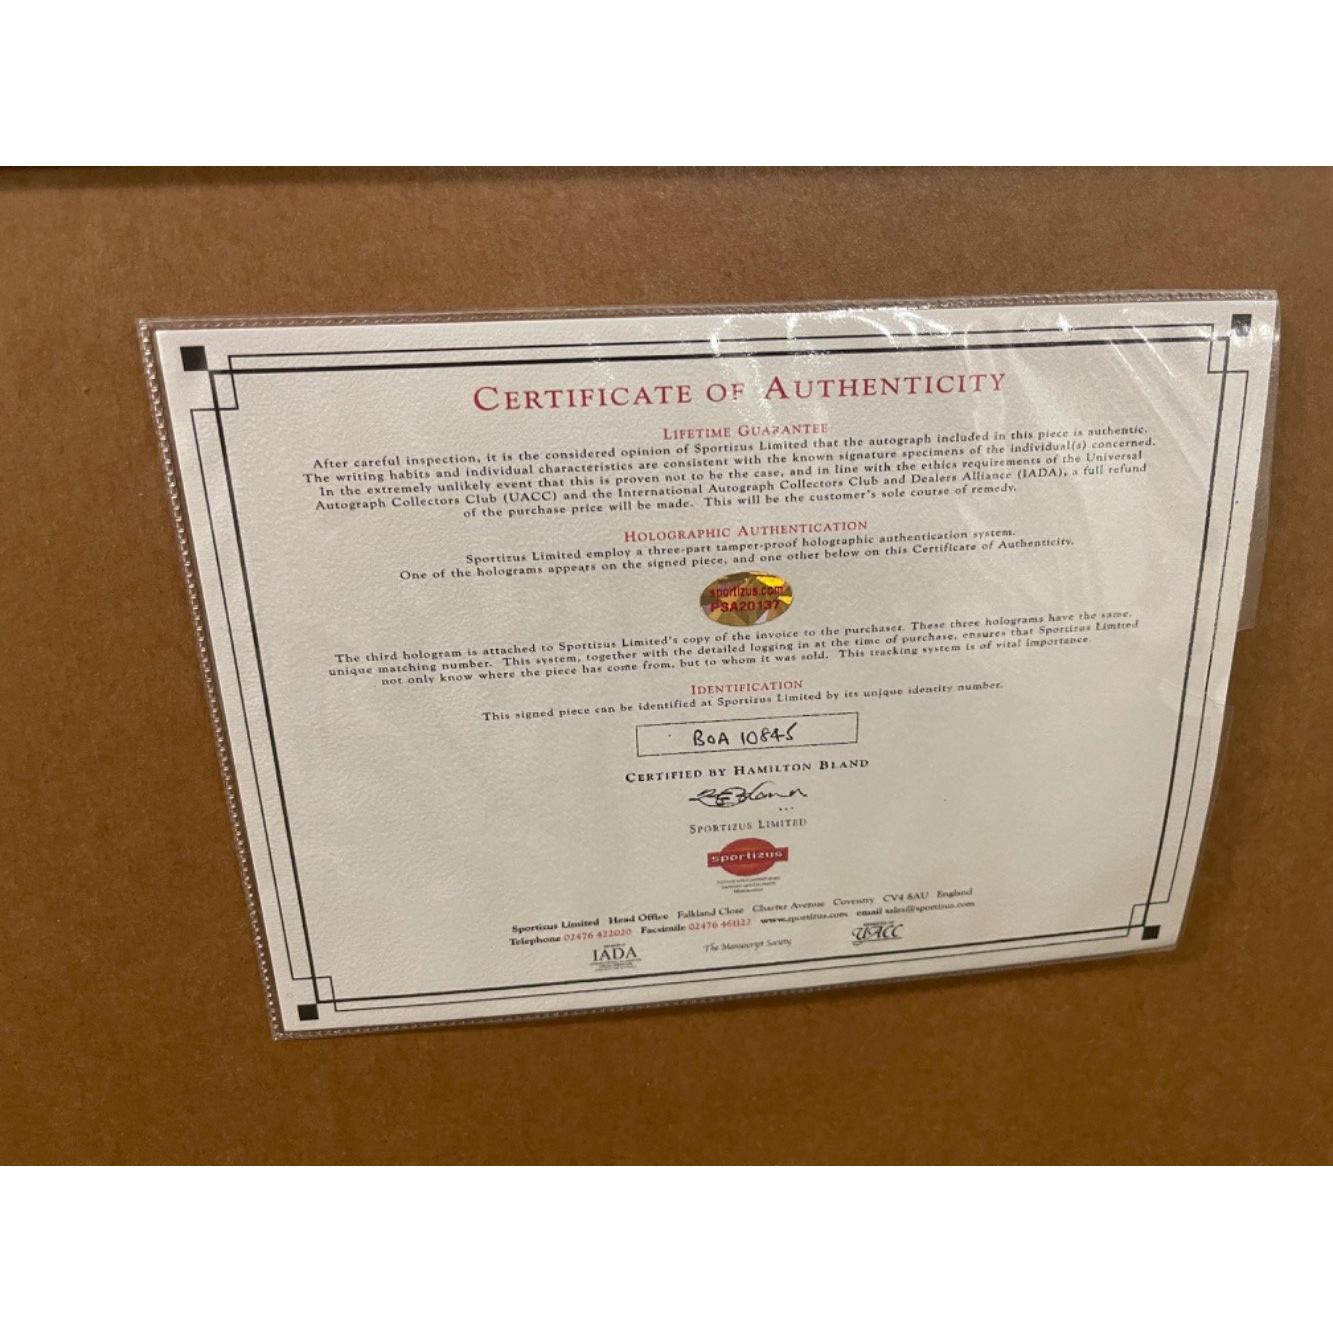 CERTIFICATE OF AUTHENTICITY
LIFETIME GUARANTEE
After careful inspection, it is the considered opinion of Sportizus Limited that the autograph included in this piece is authentic.
The writing habits and individual characteristics are consistent with the known signature specimens of the individual(s) concerned.
In the extremely unlikely event that this is proven not to be the case, and in line with the ethics requirements of the Universal
Autograph Collectors Club (UACC) and the International Autograph Collectors Club and Dealers Alliance (IADA), a full refund
of the purchase price will be made. This will be the customer's sole course of remedy.
HOLOGRAPHIC AUTHENTICATION
Sportizus Limited employ a three-part tamper-proof holographic authentication system.
One of the holograms appears on the signed piece, and one other below on this Certificate of Authenticity.
sportizus.com
PSA20137
The third hologram is attached to Sportizus Limited's copy of the invoice to the purchaser. These three holograms have the same,
unique matching number. This system, together with the detailed logging in at the time of purchase, ensures that Sportizus Limited
not only know where the piece has come from, but to whom it was sold. This tracking system is of vital importance.
IDENTIFICATION
This signed piece can be identified at Sportizus Limited by its unique identity number.
BOA 10845
CERTIFIED BY HAMILTON BLAND
SPORTIZUS LIMITED
sportizus
Sportizus Limited Head Office Falkland Close Charter Avenue Coventry CV4 8AU England
Telephone 02476 422020 Facsimile 02476 461122 www.sportizus.com email sales@sportizus.com
IADA
The Manuscript Society
UACC